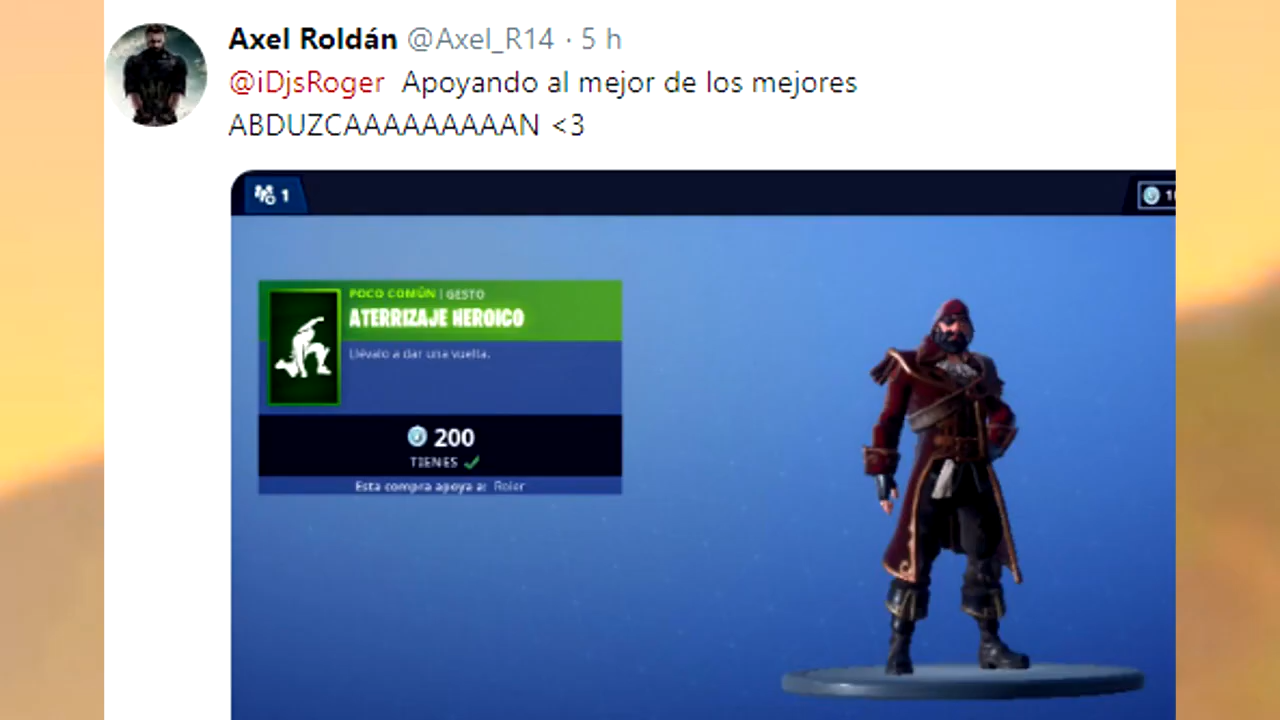 Axel Roldán @Axel_R14 · 5 h
@iDjsRoger Apoyando al mejor de los mejores
ABDUZCAAAAAAAAAN <3
1
POCO COMÚN | GESTO
ATERRIZAJE HEROICO
Llévalo a dar una vuelta.
200
TIENES
Esta compra apoya a: Roier